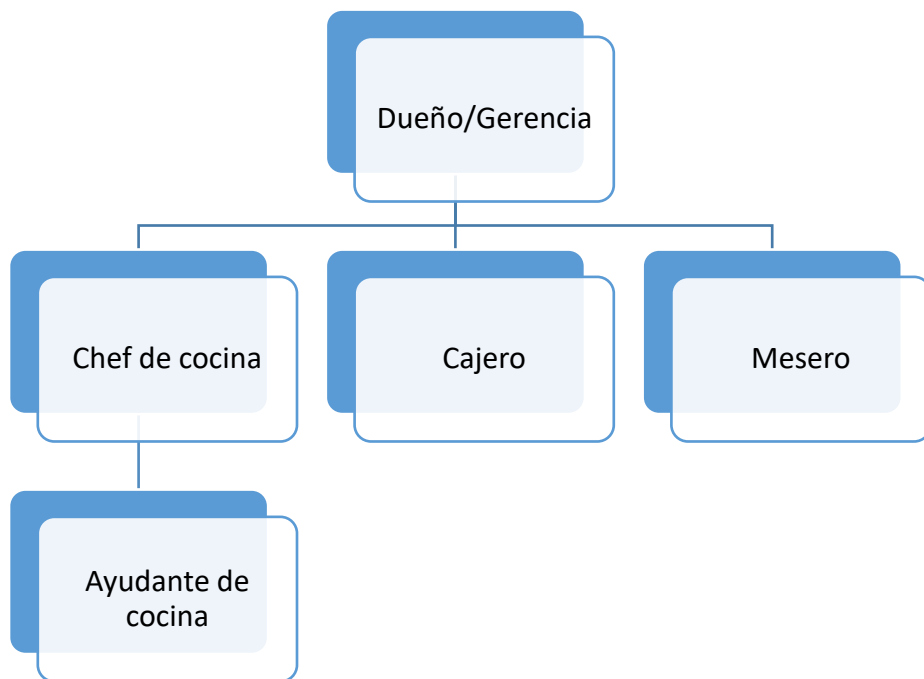 Dueño/Gerencia
Chef de cocina
Cajero
Mesero
Ayudante de
cocina